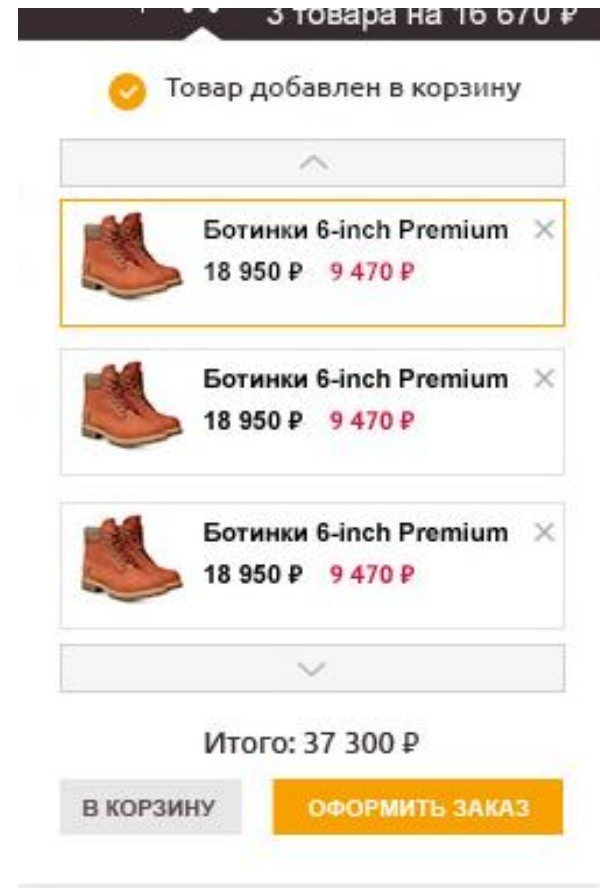 3 товара на 16 670 ₽
Товар добавлен в корзину
Ботинки 6-inch Premium
18 950 ₽ 9 470 ₽
Ботинки 6-inch Premium
18 950 ₽ 9 470 ₽
Ботинки 6-inch Premium
18 950 ₽ 9 470 ₽
Итого: 37 300 ₽
В КОРЗИНУ ОФОРМИТЬ ЗАКАЗ